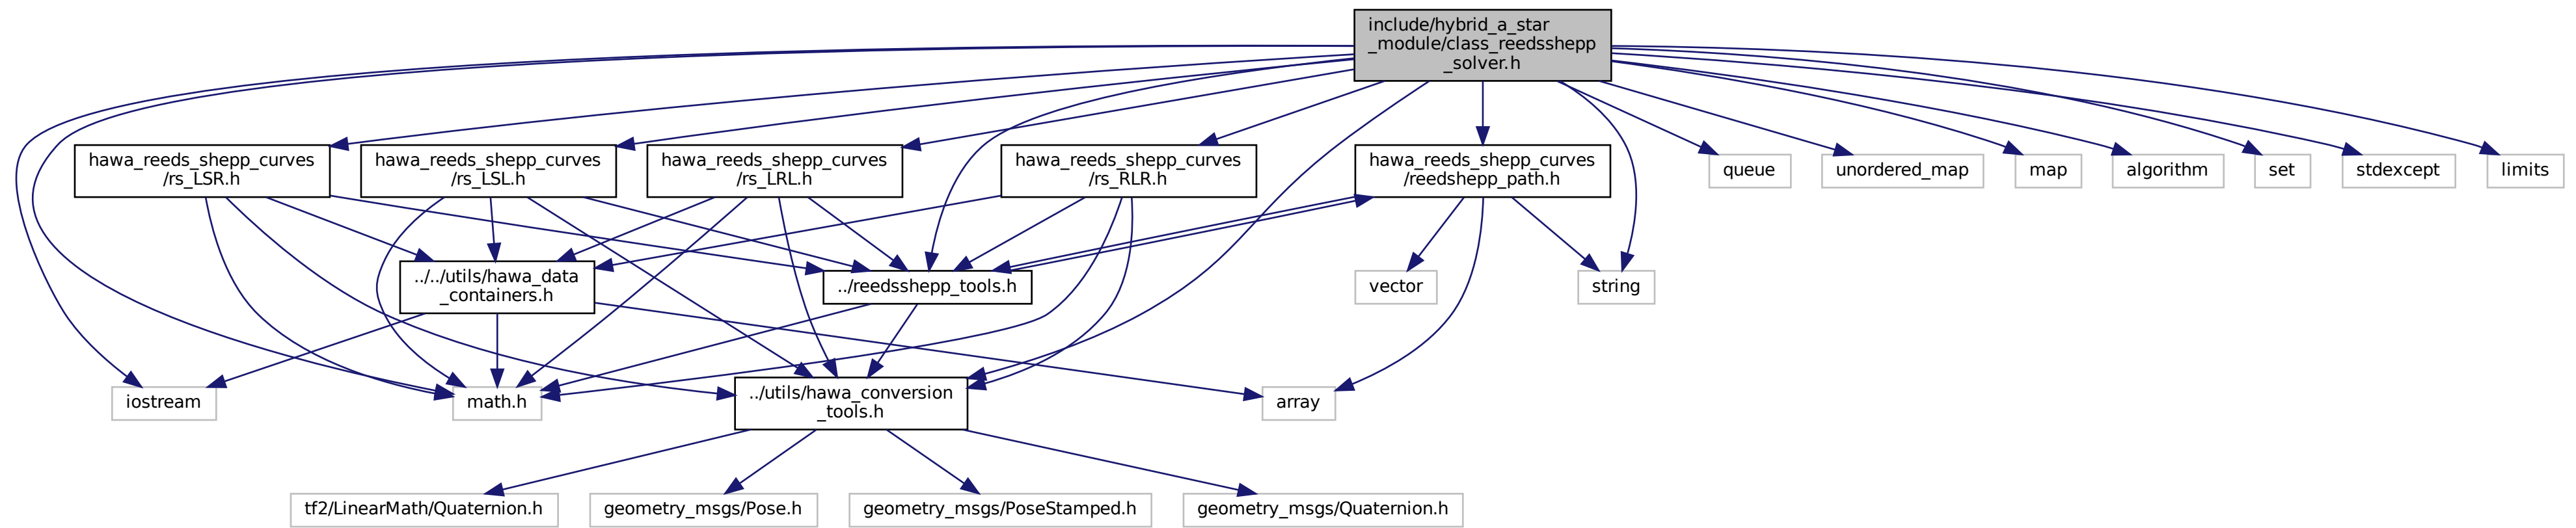 include/hybrid_a_star
_module/class_reedsshepp
_solver.h
hawa_reeds_shepp_curves
/rs_LSR.h
hawa_reeds_shepp_curves
/rs_LSL.h
hawa_reeds_shepp_curves
/rs_LRL.h
hawa_reeds_shepp_curves
/rs_RLR.h
hawa_reeds_shepp_curves
/reedshepp_path.h
queue
unordered_map
map
algorithm
set
stdexcept
limits
../../utils/hawa_data
_containers.h
../reedsshepp_tools.h
vector
string
iostream
math.h
../utils/hawa_conversion
_tools.h
array
tf2/LinearMath/Quaternion.h
geometry_msgs/Pose.h
geometry_msgs/PoseStamped.h
geometry_msgs/Quaternion.h